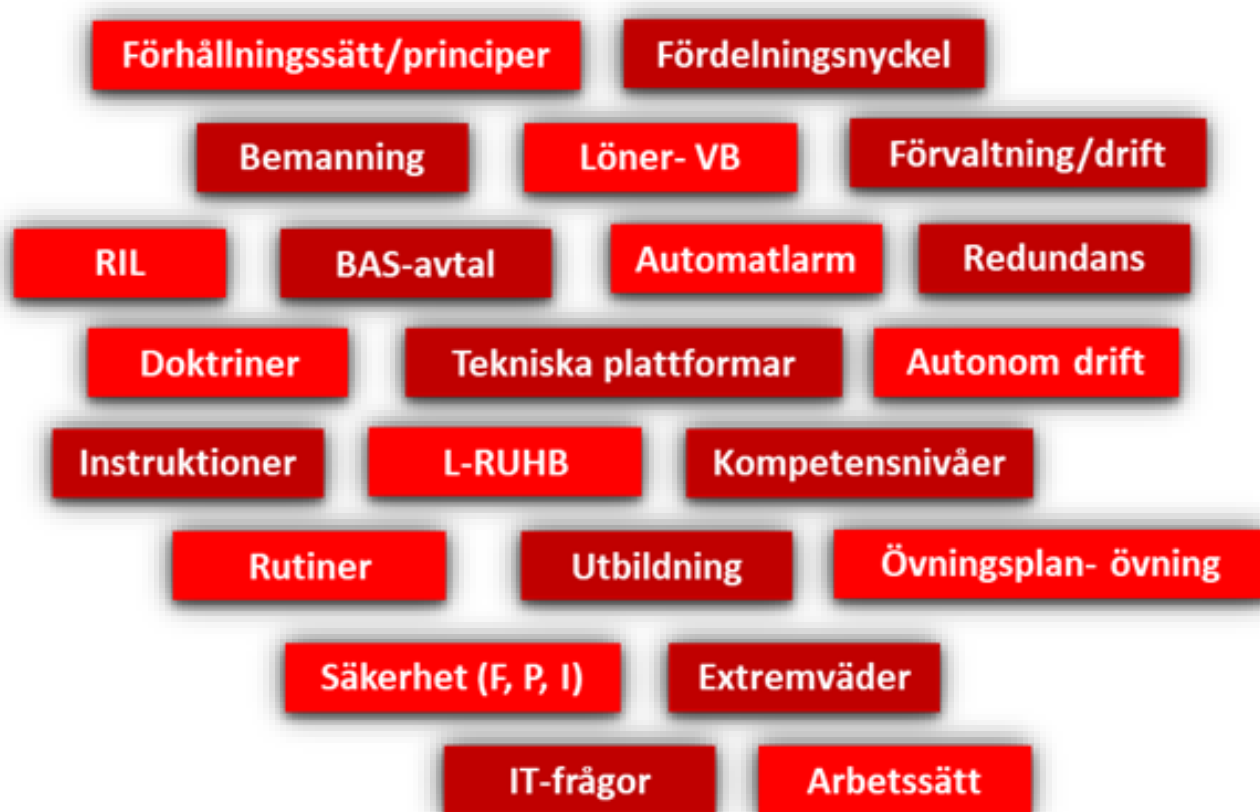 Förhållningssätt/principer
Fördelningsnyckel
Bemanning
Löner- VB
Förvaltning/drift
RIL
BAS-avtal
Automatlarm
Redundans
Doktriner
Tekniska plattformar
Autonom drift
Instruktioner
L-RUHB
Kompetensnivåer
Rutiner
Utbildning
Övningsplan- övning
Säkerhet (F, P, I)
Extremväder
IT-frågor
Arbetssätt